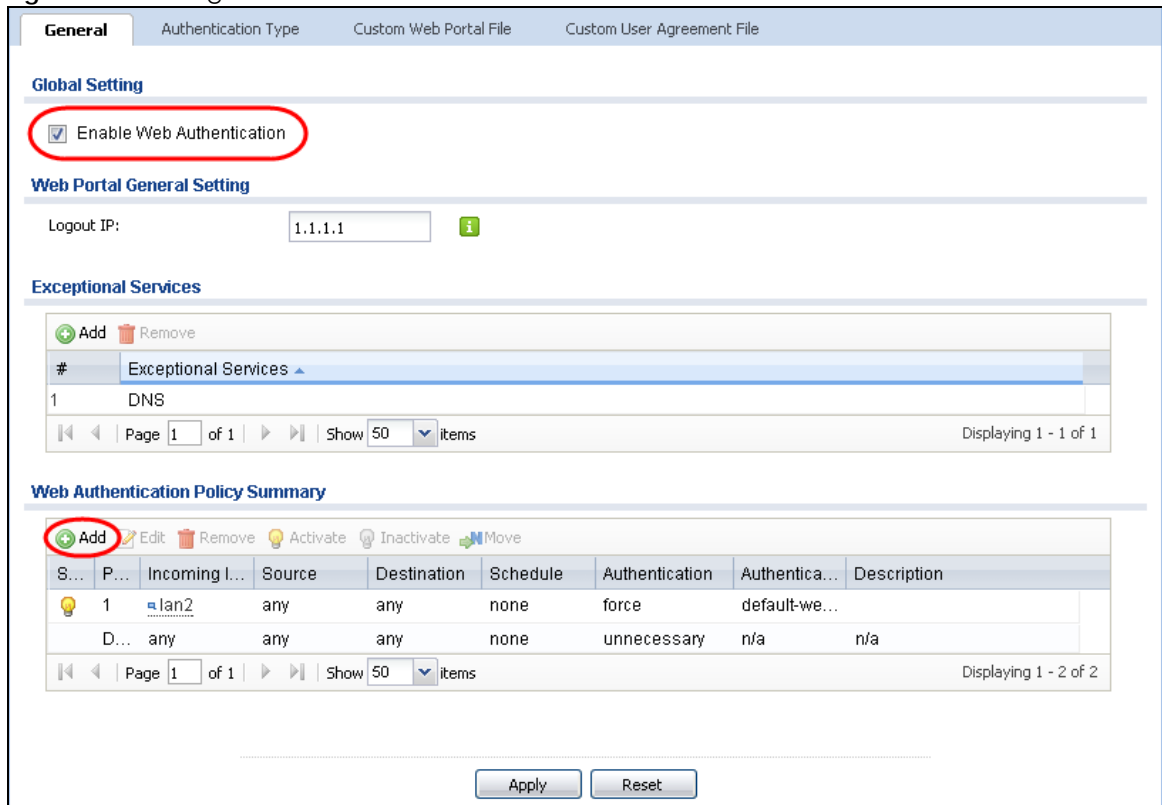 General Authentication Type Custom Web Portal File Custom User Agreement File
Global Setting
Enable Web Authentication
Web Portal General Setting
Logout IP: 1.1.1.1
Exceptional Services
Add Remove
# Exceptional Services
1 DNS
Page 1 of 1 Show 50 items Displaying 1 - 1 of 1
Web Authentication Policy Summary
Add Edit Remove Activate Inactivate Move
S... P... Incoming I... Source Destination Schedule Authentication Authentica... Description
1 lan2 any any none force default-we...
D... any any any none unnecessary n/a n/a
Page 1 of 1 Show 50 items Displaying 1 - 2 of 2
Apply Reset